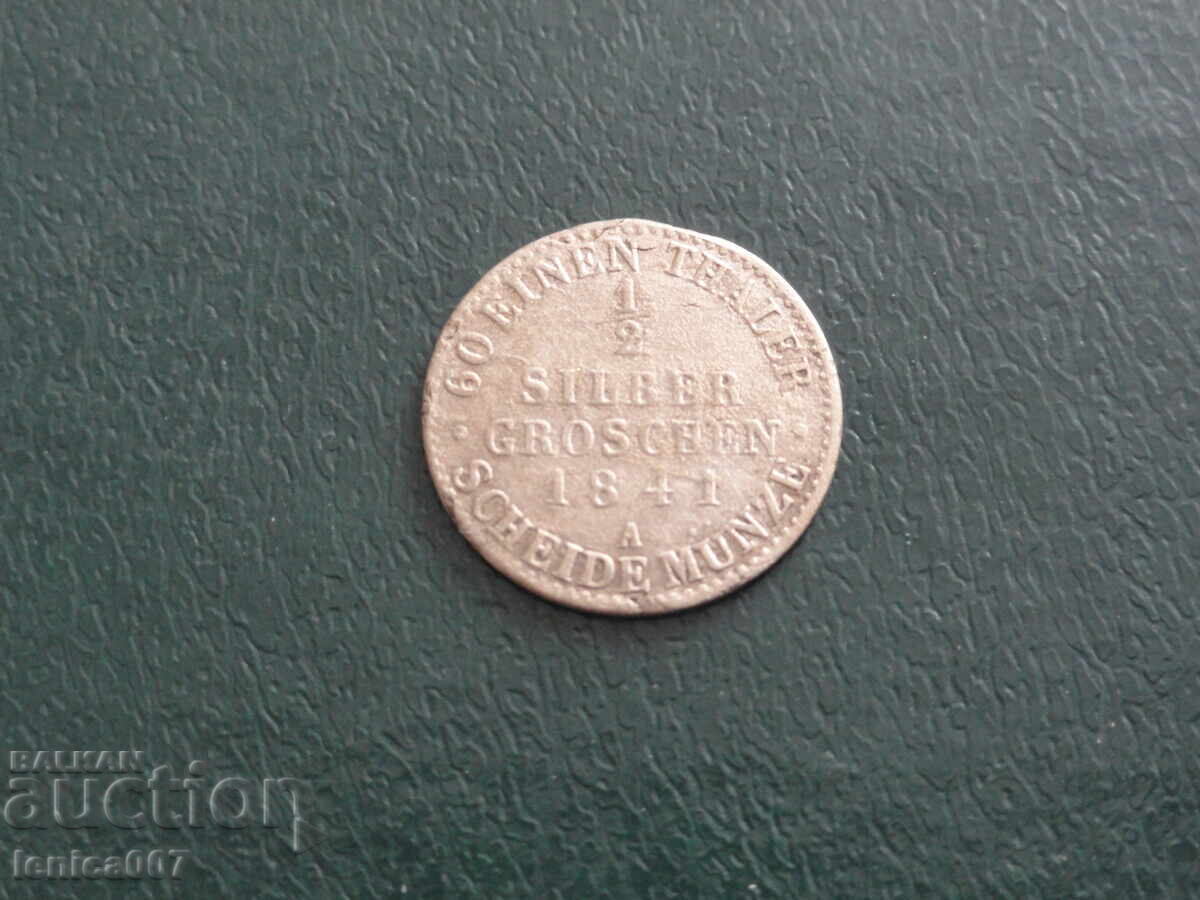 60 EINEN THALER
1/2
SILBER
GROSCHEN
1841
A
SCHEIDE MÜNZE
BALKAN
auction
lenica007